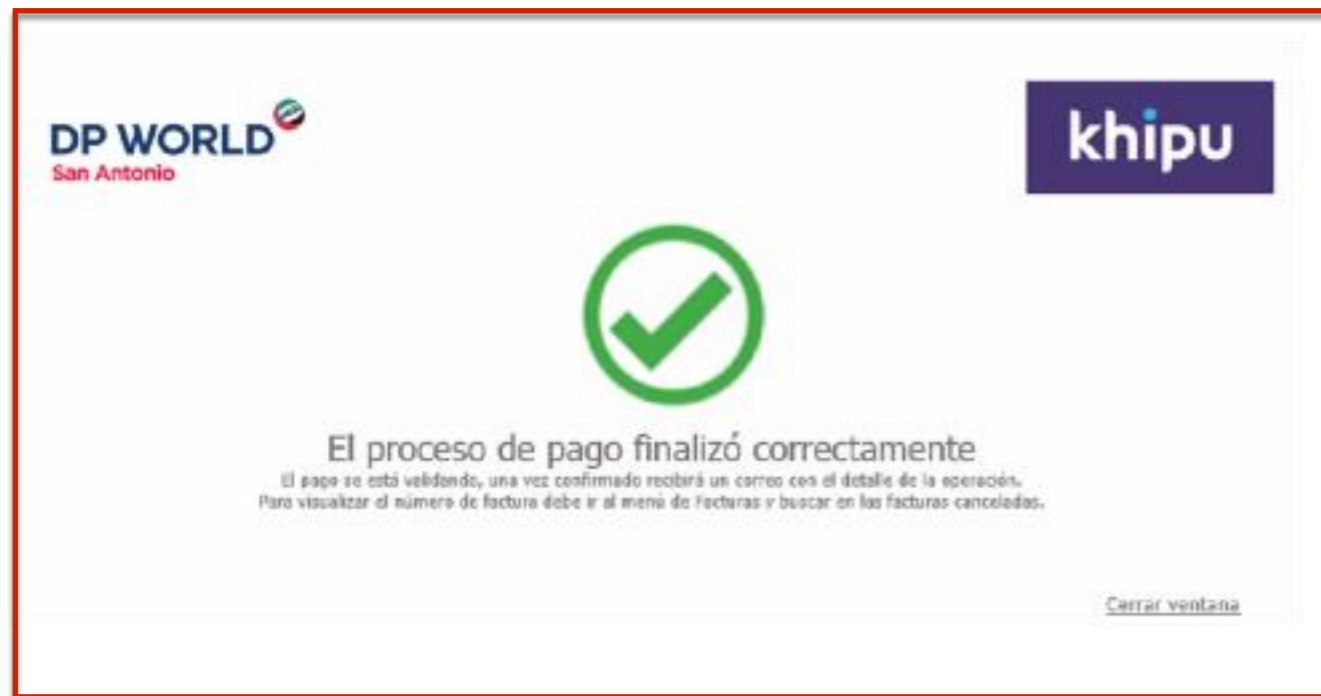 DP WORLD
San Antonio
khipu
El proceso de pago finalizó correctamente
El pago se está validando, una vez confirmado recibirá un correo con el detalle de la operación.
Para visualizar el número de factura debe ir al menú de Facturas y buscar en las facturas canceladas.
Cerrar ventana